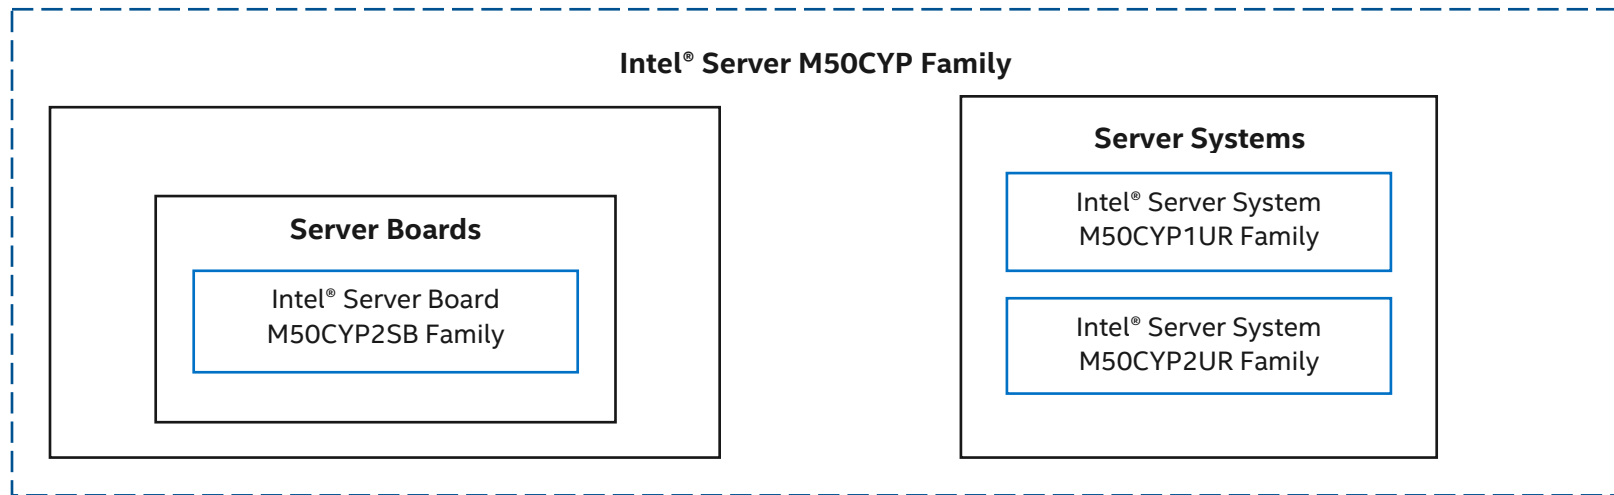 Intel® Server M50CYP Family
Server Boards
Intel® Server Board
M50CYP2SB Family
Server Systems
Intel® Server System
M50CYP1UR Family
Intel® Server System
M50CYP2UR Family